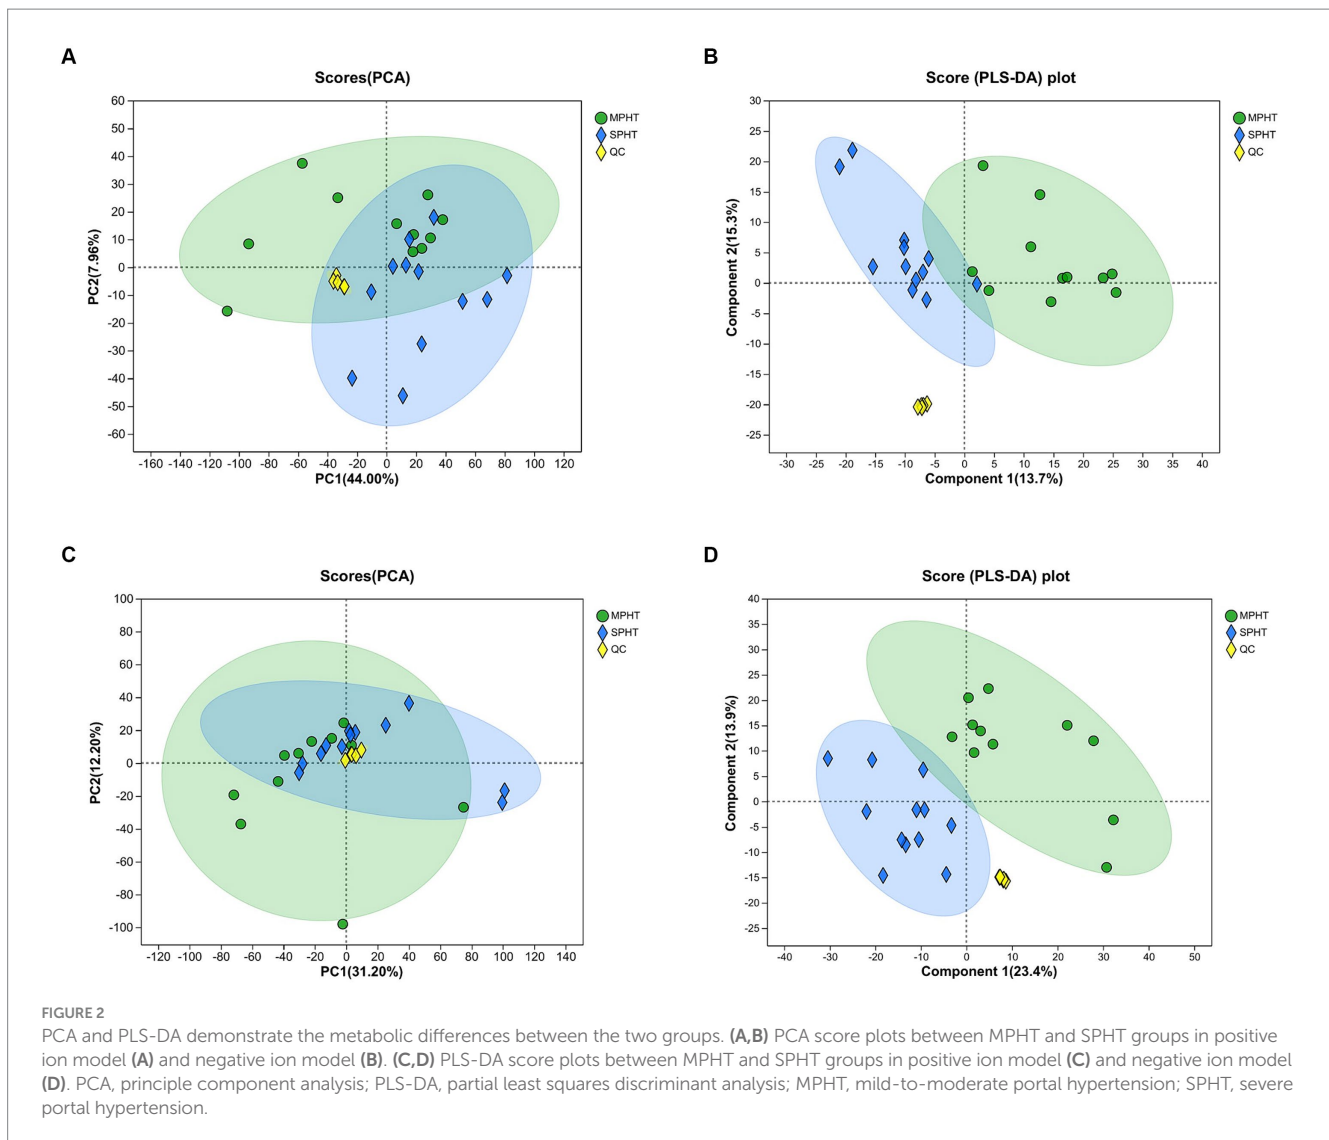 A
Scores(PCA)
60
50
40
30
20
10
0
-10
-20
-30
-40
-50
-60
PC2(7.96%)
-160 -140 -120 -100 -80 -60 -40 -20 0 20 40 60 80 100 120
PC1(44.00%)
MPHT
SPHT
QC
B
Score (PLS-DA) plot
30
25
20
15
10
5
0
-5
-10
-15
-20
-25
Component 2(15.3%)
-30 -25 -20 -15 -10 -5 0 5 10 15 20 25 30 35 40
Component 1(13.7%)
MPHT
SPHT
QC
C
Scores(PCA)
100
80
60
40
20
0
-20
-40
-60
-80
-100
PC2(12.20%)
-120 -100 -80 -60 -40 -20 0 20 40 60 80 100 120 140
PC1(31.20%)
MPHT
SPHT
QC
D
Score (PLS-DA) plot
40
35
30
25
20
15
10
5
0
-5
-10
-15
-20
-25
Component 2(13.9%)
-40 -30 -20 -10 0 10 20 30 40 50
Component 1(23.4%)
MPHT
SPHT
QC
FIGURE 2
PCA and PLS-DA demonstrate the metabolic differences between the two groups. (A,B) PCA score plots between MPHT and SPHT groups in positive
ion model (A) and negative ion model (B). (C,D) PLS-DA score plots between MPHT and SPHT groups in positive ion model (C) and negative ion model
(D). PCA, principle component analysis; PLS-DA, partial least squares discriminant analysis; MPHT, mild-to-moderate portal hypertension; SPHT, severe
portal hypertension.